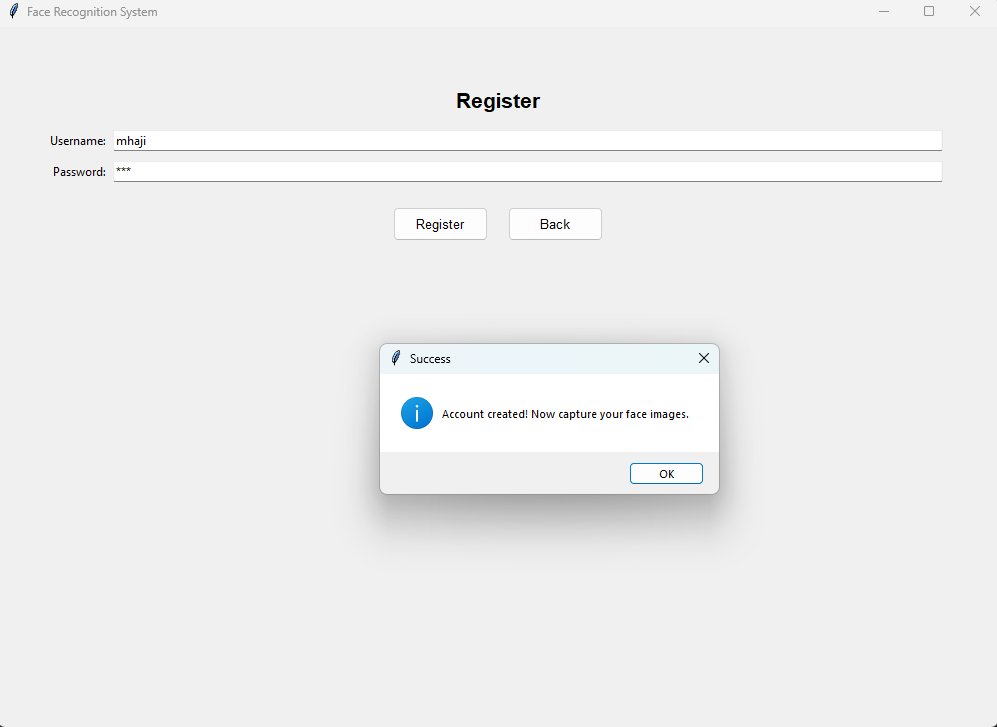 Face Recognition System
Register
Username: mhaji
Password: ***
Register Back
Success
Account created! Now capture your face images.
OK